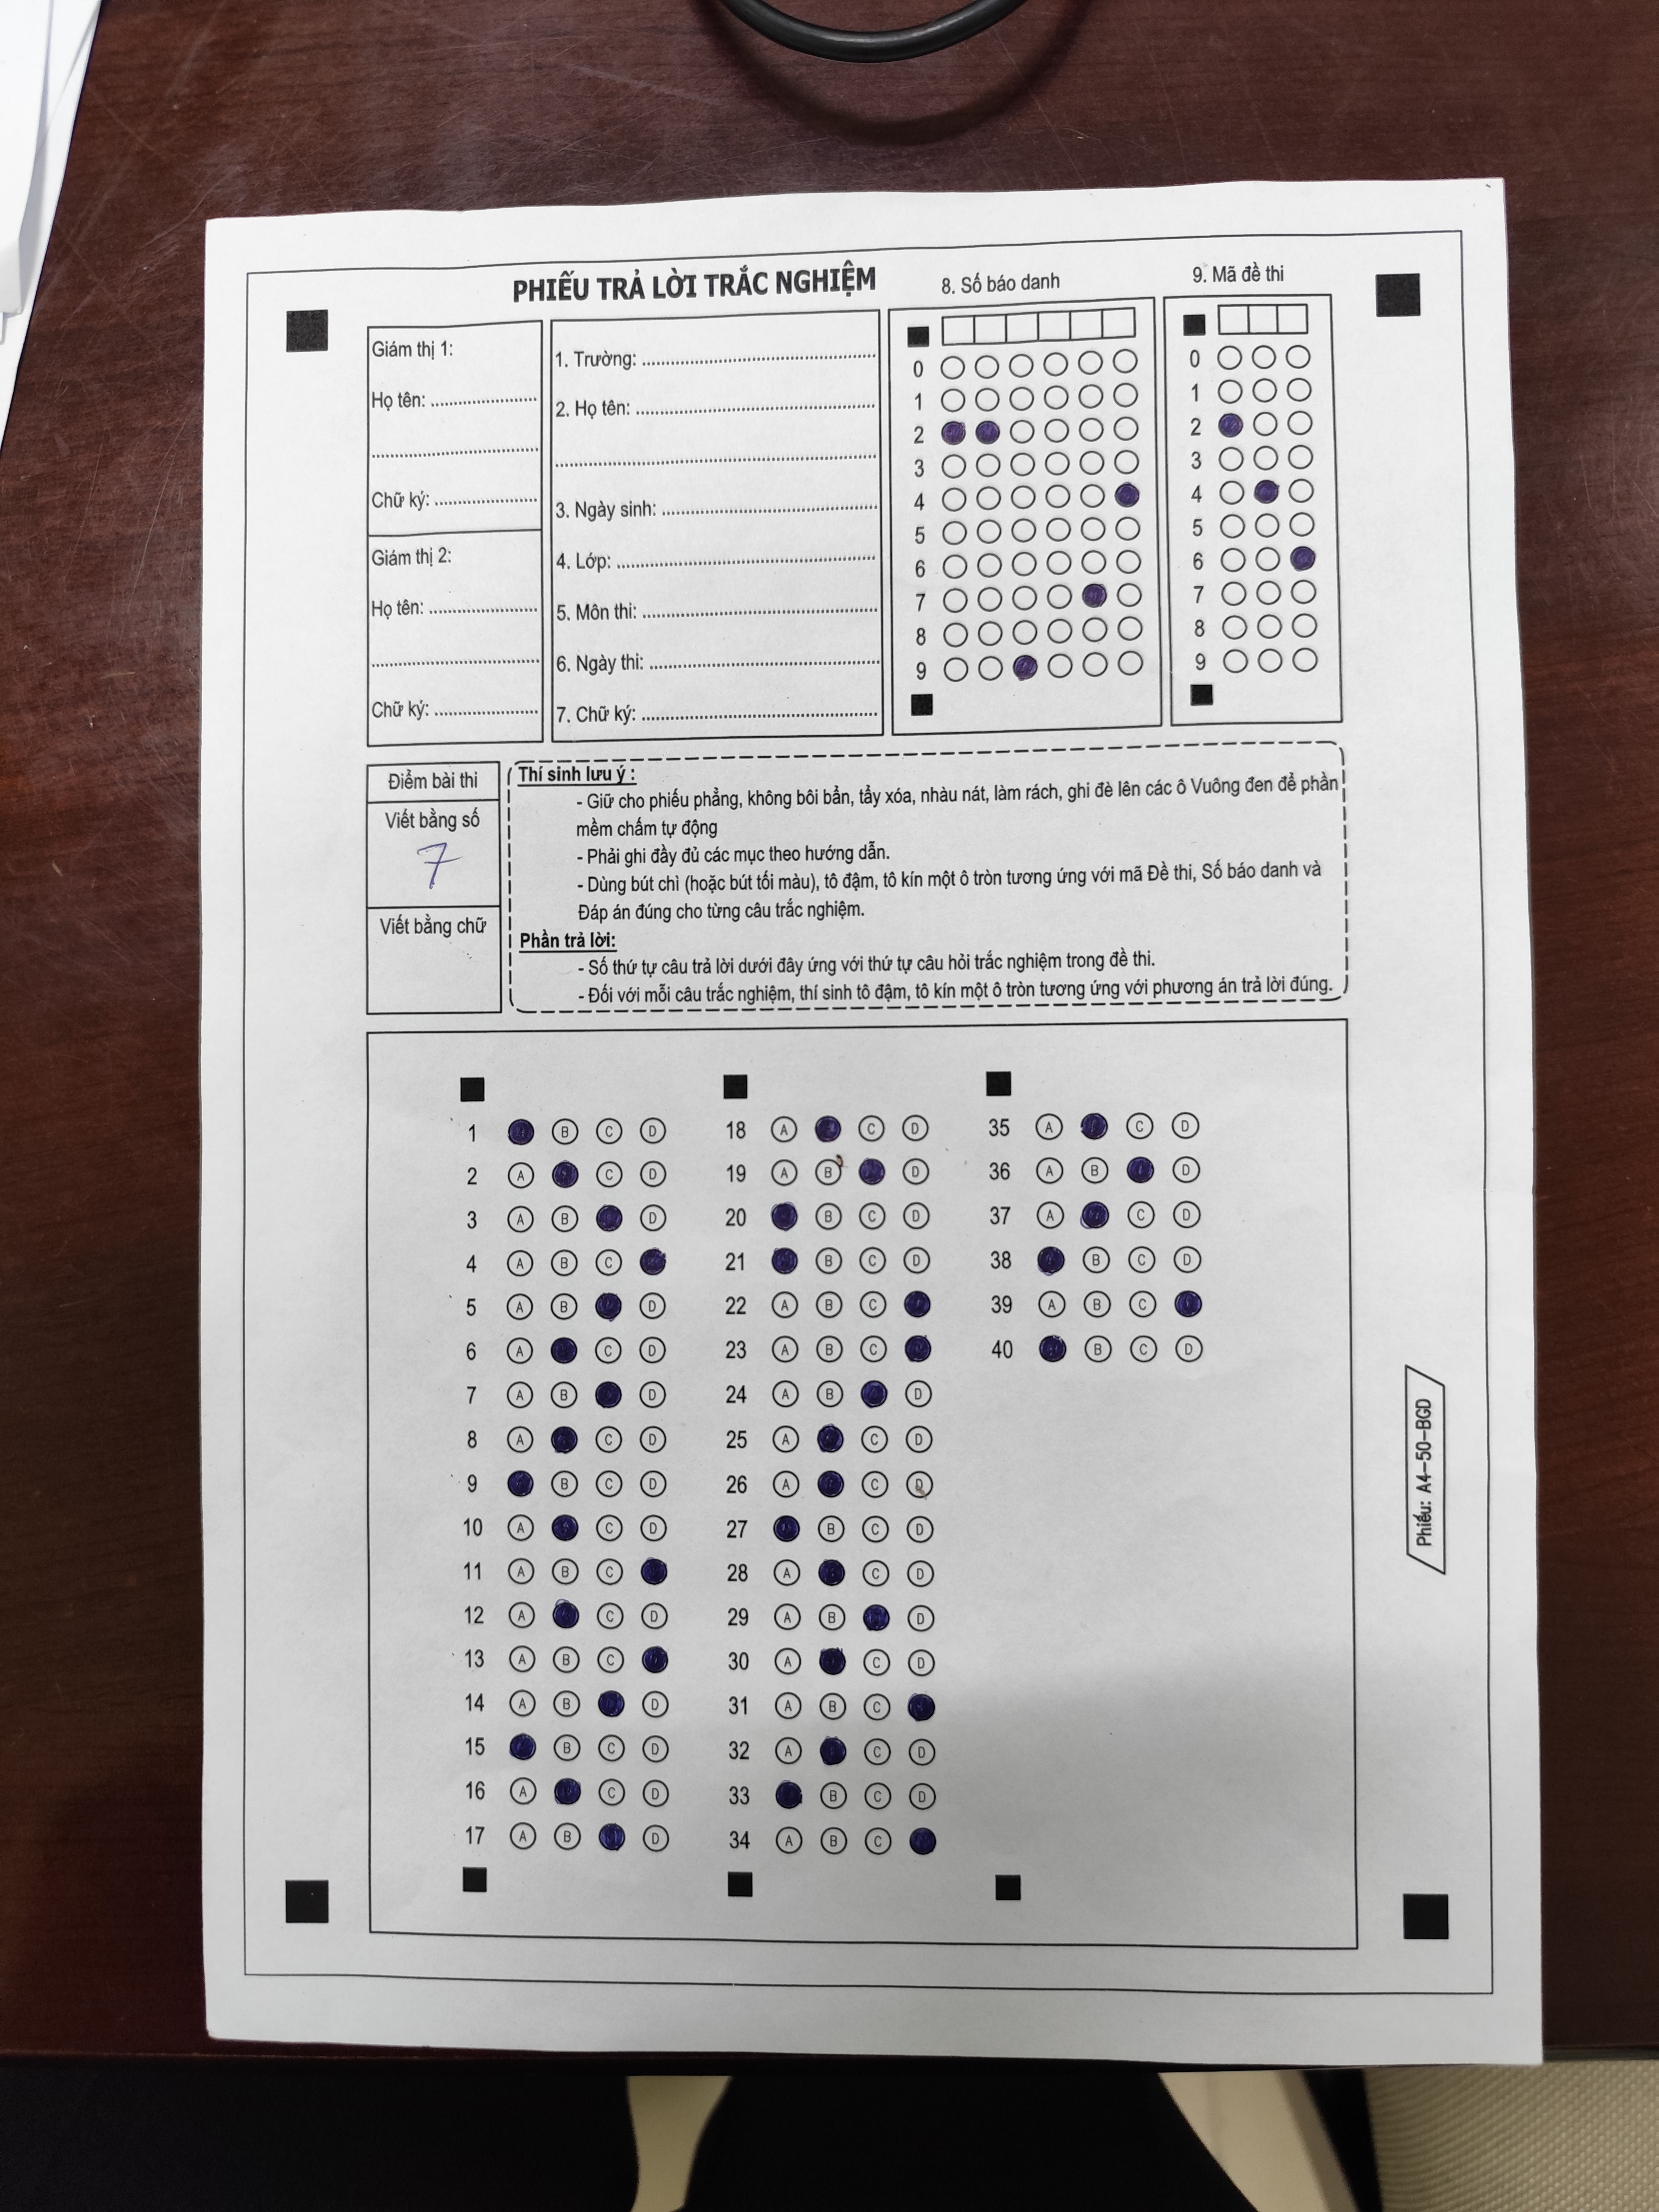 PHIẾU TRẢ LỜI TRẮC NGHIỆM
8. Số báo danh
9. Mã đề thi
Giám thị 1:
Họ tên: ....................
..............................
Chữ ký: ....................
Giám thị 2:
Họ tên: ....................
..............................
Chữ ký: ....................
1. Trường: ..............................
2. Họ tên: ..............................
..............................
3. Ngày sinh: ..............................
4. Lớp: ..............................
5. Môn thi: ..............................
6. Ngày thi: ..............................
7. Chữ ký: ..............................
0
1
2
3
4
5
6
7
8
9
0
1
2
3
4
5
6
7
8
9
Điểm bài thi
Viết bằng số
7
Viết bằng chữ
Thí sinh lưu ý :
- Giữ cho phiếu phẳng, không bôi bẩn, tẩy xóa, nhàu nát, làm rách, ghi đè lên các ô Vuông đen để phần
mềm chấm tự động
- Phải ghi đầy đủ các mục theo hướng dẫn.
- Dùng bút chì (hoặc bút tối màu), tô đậm, tô kín một ô tròn tương ứng với mã Đề thi, Số báo danh và
Đáp án đúng cho từng câu trắc nghiệm.
Phần trả lời:
- Số thứ tự câu trả lời dưới đây ứng với thứ tự câu hỏi trắc nghiệm trong đề thi.
- Đối với mỗi câu trắc nghiệm, thí sinh tô đậm, tô kín một ô tròn tương ứng với phương án trả lời đúng.
1 B C D
2 A C D
3 A B D
4 A B C
5 A B D
6 A C D
7 A B D
8 A C D
9 B C D
10 A C D
11 A B C
12 A C D
13 A B C
14 A B D
15 B C D
16 A C D
17 A B D
18 A C D
19 A B D
20 B C D
21 B C D
22 A B C
23 A B C
24 A B D
25 A C D
26 A C D
27 B C D
28 A C D
29 A B D
30 A C D
31 A B C
32 A C D
33 B C D
34 A B C
35 A C D
36 A B D
37 A C D
38 B C D
39 A B C
40 B C D
Phiếu: A4-50-BGD